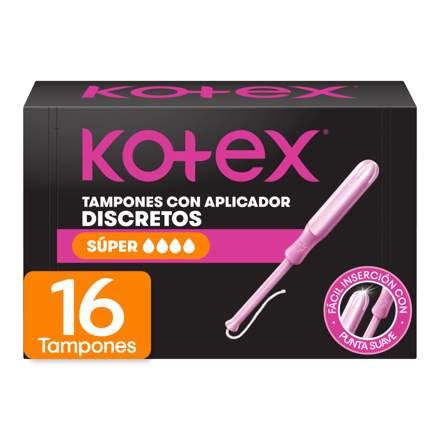 KOTEX
KOTEX®
TAMPONES CON APLICADOR
DISCRETOS
SÚPER
FÁCIL INSERCIÓN CON
PUNTA SUAVE
16
Tampones